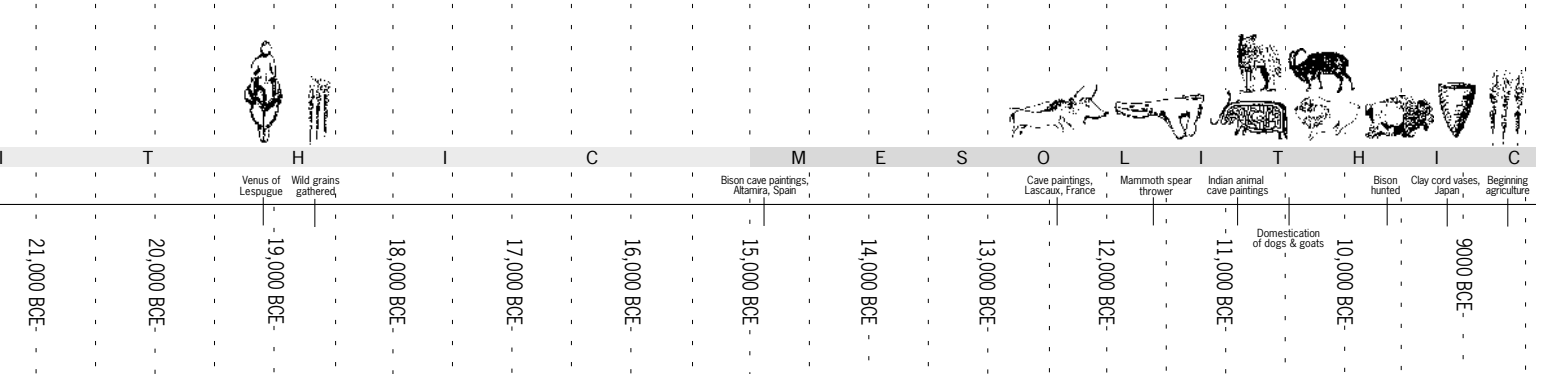 I T H I C M E S O L I T H I C
Venus of
Lespugue
Wild grains
gathered
Bison cave paintings,
Altamira, Spain
Cave paintings,
Lascaux, France
Mammoth spear
thrower
Indian animal
cave paintings
Domestication
of dogs & goats
Bison
hunted
Clay cord vases,
Japan
Beginning
agriculture
21,000 BCE
20,000 BCE
19,000 BCE
18,000 BCE
17,000 BCE
16,000 BCE
15,000 BCE
14,000 BCE
13,000 BCE
12,000 BCE
11,000 BCE
10,000 BCE
9000 BCE